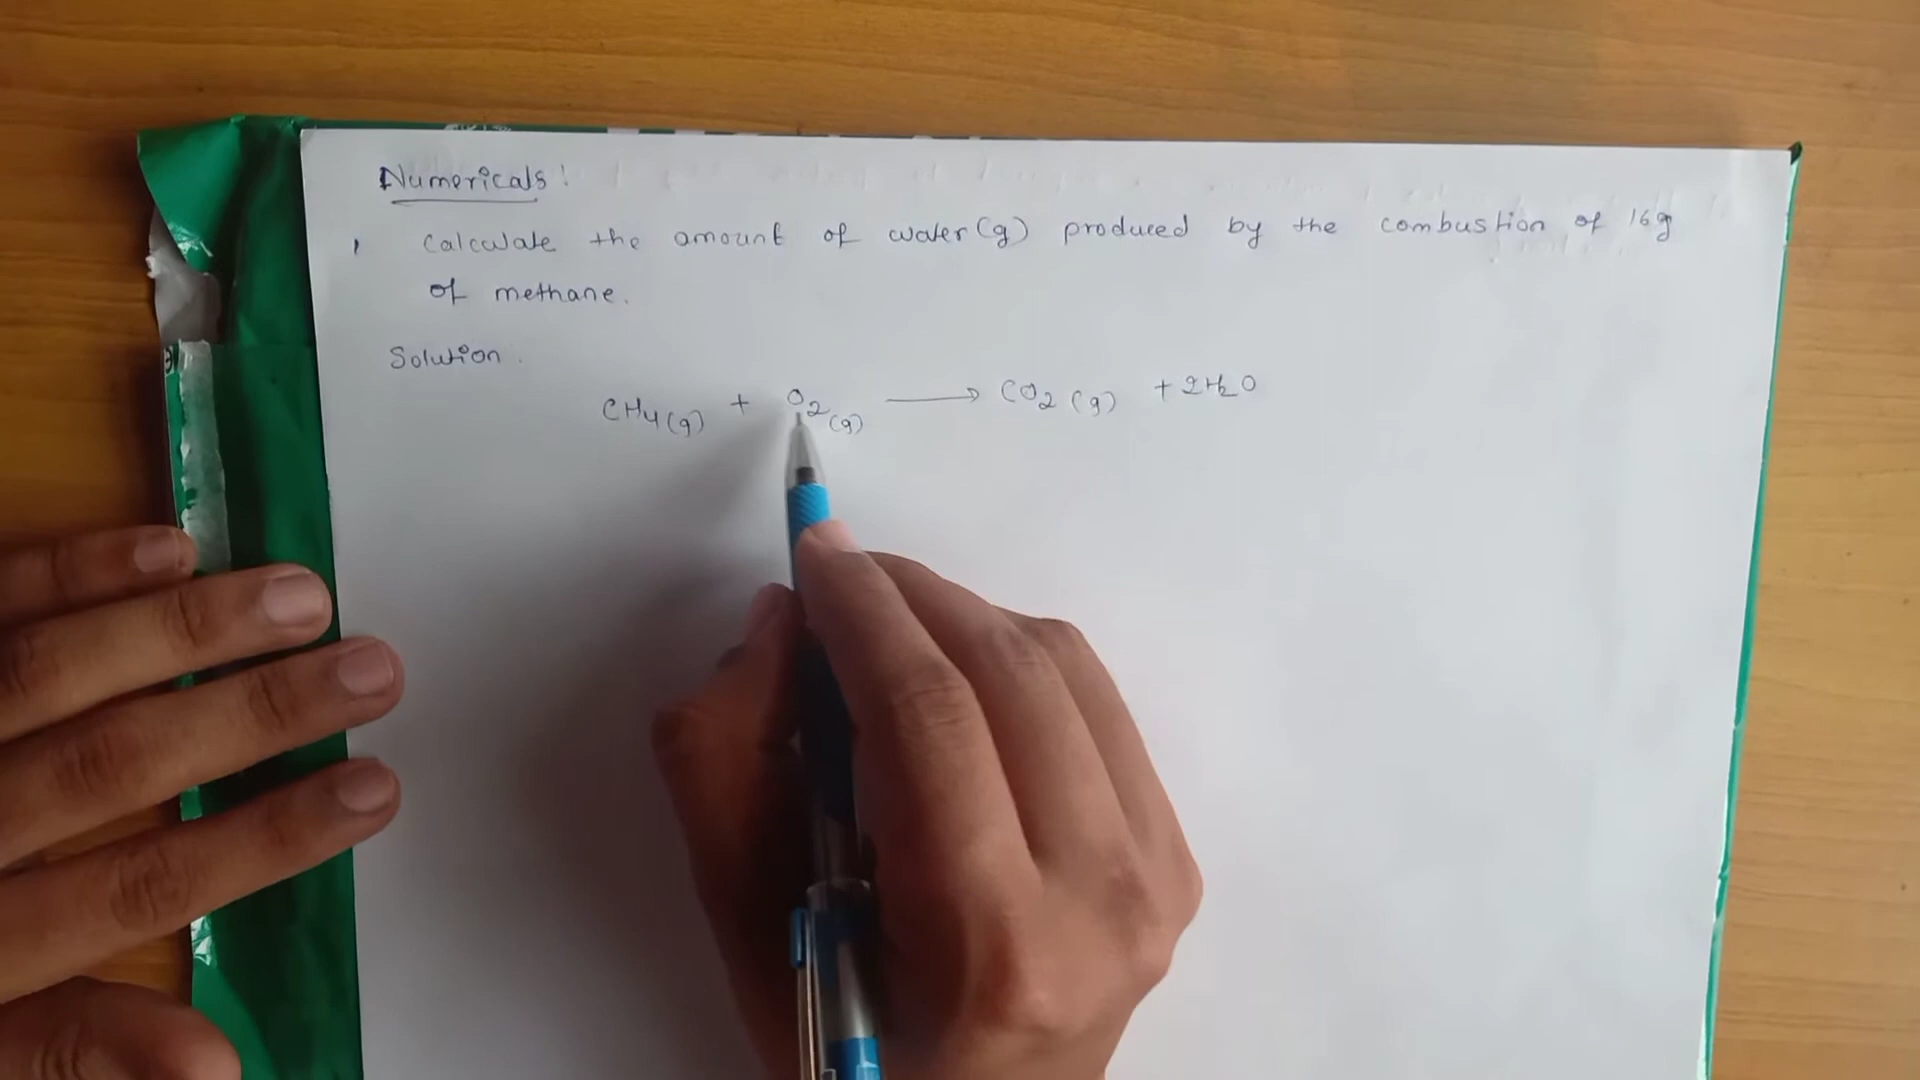 Numericals!
1 Calculate the amount of water(g) produced by the combustion of 16g
of methane.
Solution.
CH4(g) + O2(g) ⟶ CO2(g) + 2H2O